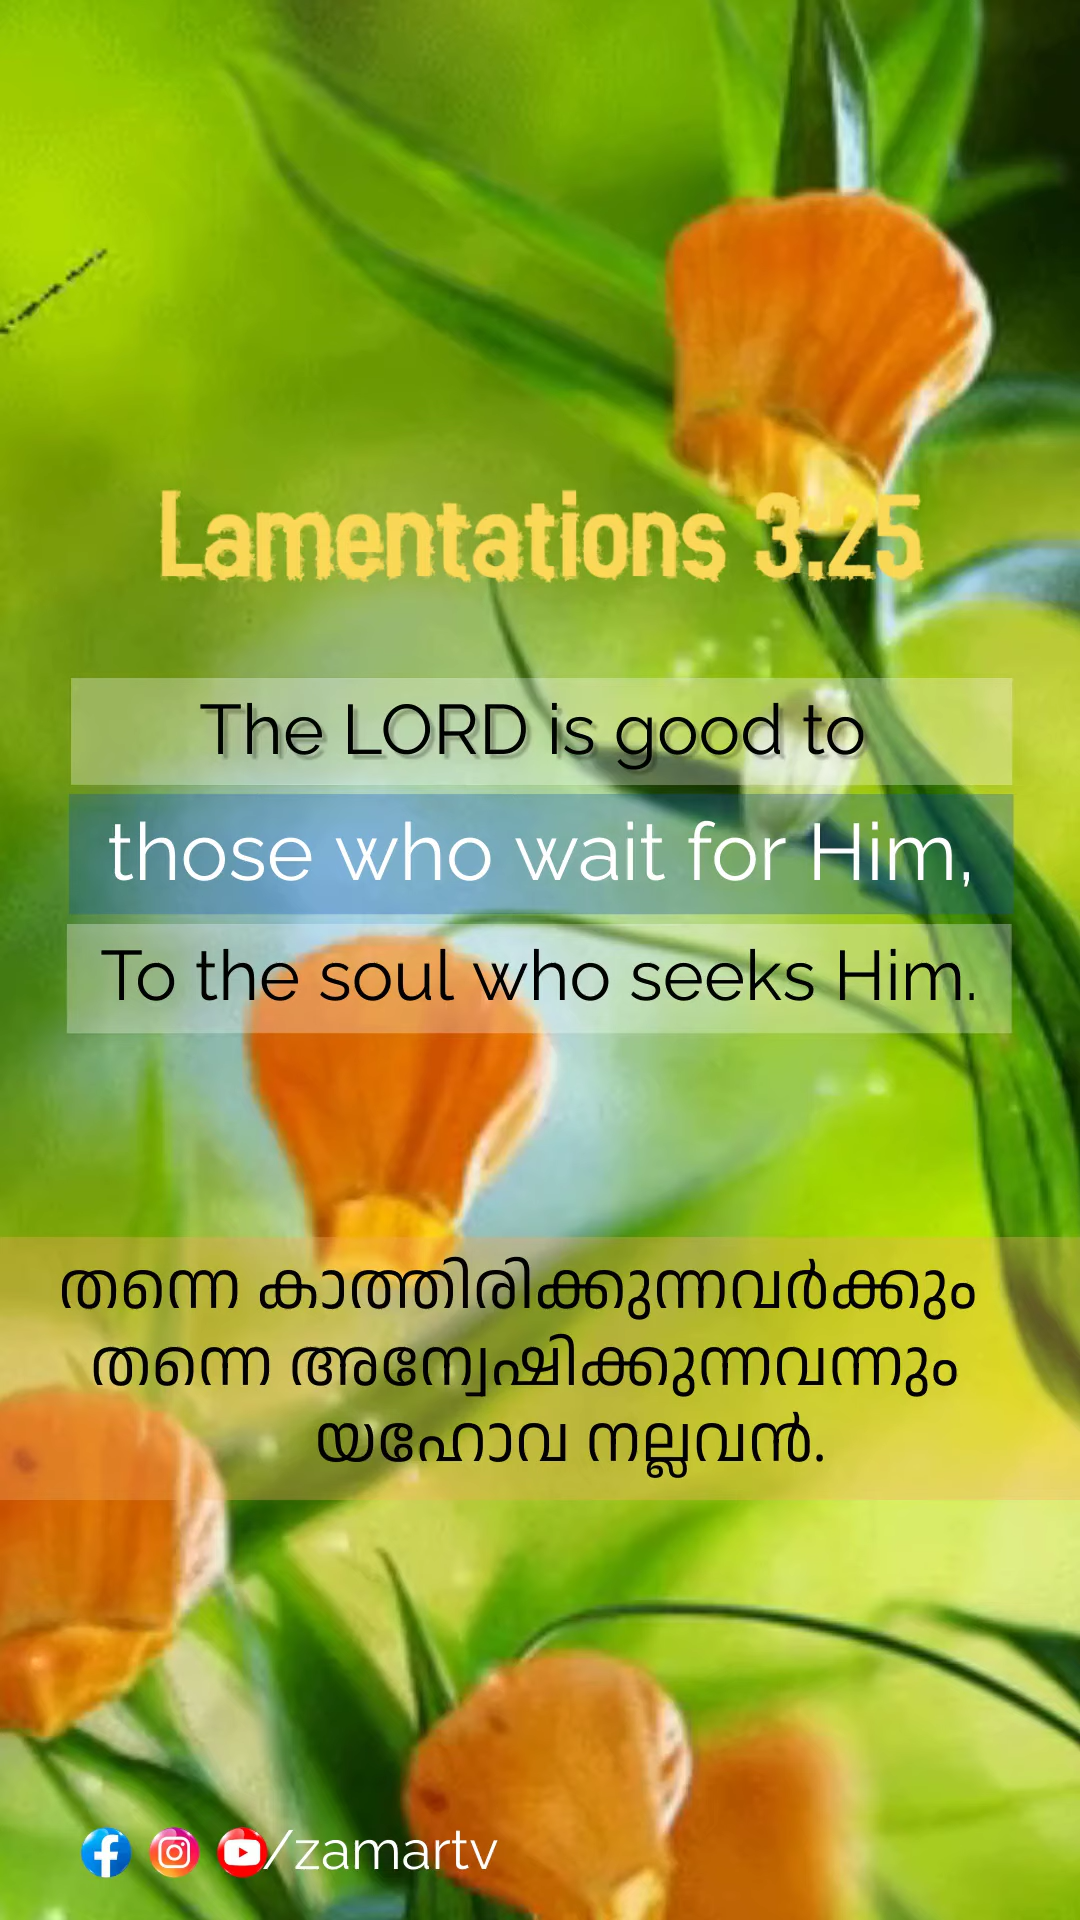 Lamentations 3:25
The LORD is good to
those who wait for Him,
To the soul who seeks Him.
തന്നെ കാത്തിരിക്കുന്നവർക്കും
തന്നെ അന്വേഷിക്കുന്നവന്നും
യഹോവ നല്ലവൻ.
/zamartv